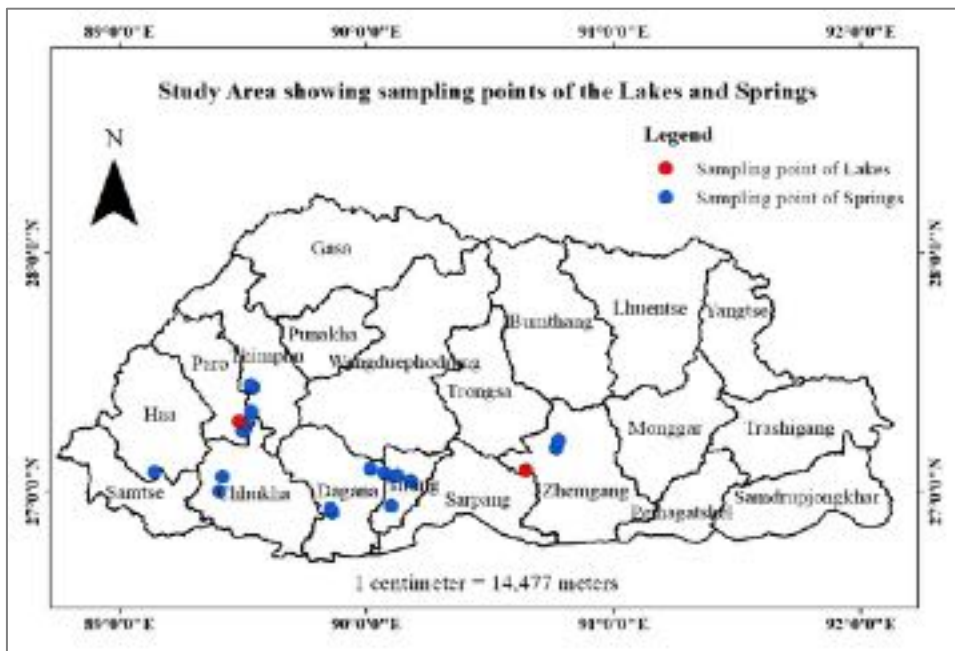 89°0'0"E 90°0'0"E 91°0'0"E 92°0'0"E
Study Area showing sampling points of the Lakes and Springs
N
Legend
Sampling point of Lakes
Sampling point of Springs
28°0'0"N
28°0'0"N
Gasa
Lhuentse
Yangtse
Bumthang
Punakha
Thimphu
Paro
Wangduephodrang
Trongsa
Haa
Monggar
Trashigang
Samtse
Chhukha
Dagana
Tsirang
Sarpang
Zhemgang
Pemagatshel
Samdrupjongkhar
27°0'0"N
27°0'0"N
1 centimeter = 14,477 meters
89°0'0"E 90°0'0"E 91°0'0"E 92°0'0"E